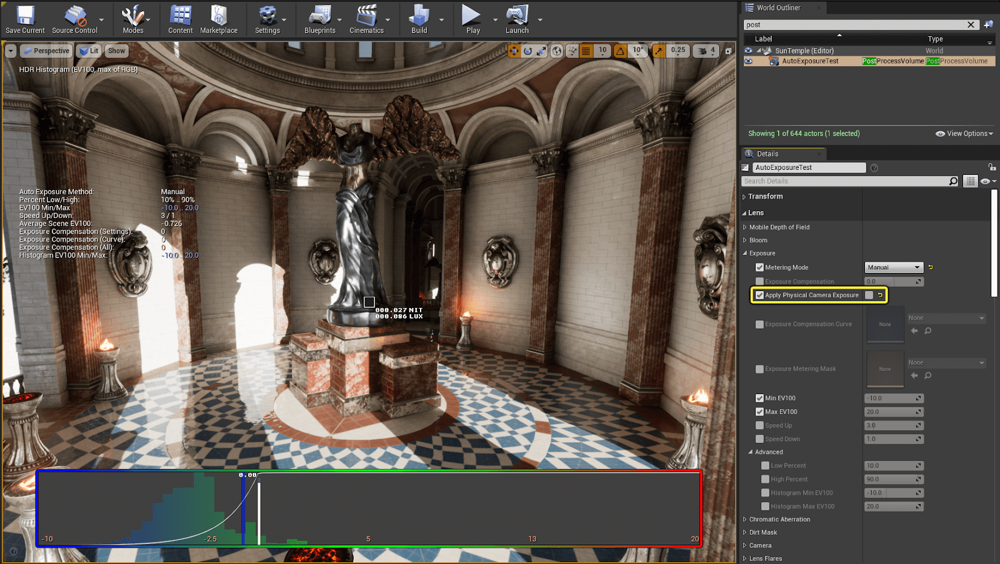 Save Current
Source Control
Modes
Content
Marketplace
Settings
Blueprints
Cinematics
Build
Play
Launch
Perspective
Lit
Show
10
10°
0.25
4
HDR Histogram (EV100, max of RGB)
Auto Exposure Method: Manual
Percent Low/High: 10% .. 90%
EV100 Min/Max -10.0 .. 20.0
Speed Up/Down: 3 / 1
Average Scene EV100: -0.726
Exposure Compensation (Settings): 0
Exposure Compensation (Curve): 0
Exposure Compensation (All): 0
Histogram EV100 Min/Max: -10.0 .. 20.0
000.027 NIT
000.086 LUX
0.00
-10 -2.5 5 13 20
World Outliner
post
Label Type
SunTemple (Editor) World
AutoExposureTest PostProcessVolume PostProcessVolume
Showing 1 of 644 actors (1 selected) View Options
Details
AutoExposureTest
Search Details
Transform
Lens
Mobile Depth of Field
Bloom
Exposure
Metering Mode Manual
Exposure Compensation 0.0
Apply Physical Camera Exposure
Exposure Compensation Curve None None
Exposure Metering Mask None None
Min EV100 -10.0
Max EV100 20.0
Speed Up 3.0
Speed Down 1.0
Advanced
Low Percent 10.0
High Percent 90.0
Histogram Min EV100 -10.0
Histogram Max EV100 20.0
Chromatic Aberration
Dirt Mask
Camera
Lens Flares